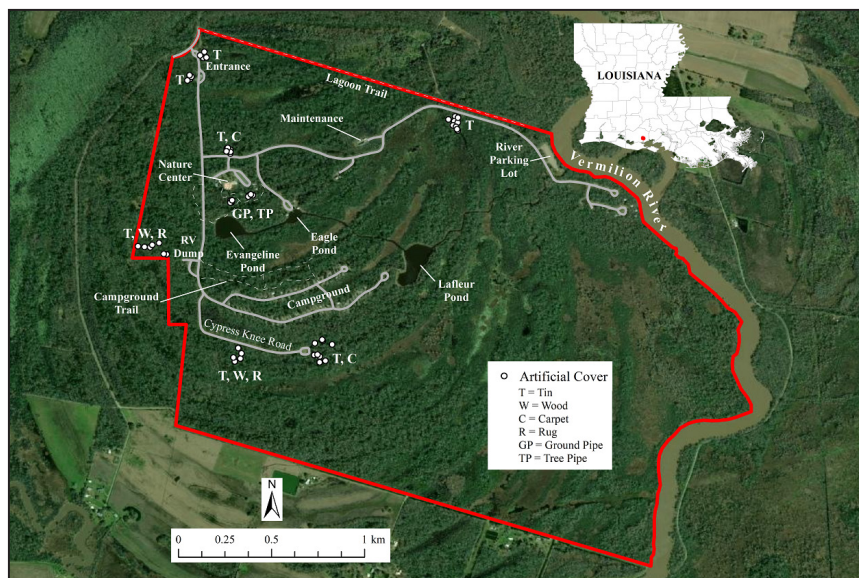 LOUISIANA
T
Entrance
T
Lagoon Trail
Maintenance
T
T, C
River
Parking
Lot
Vermilion River
Nature
Center
GP, TP
T, W, R
RV
Dump
Evangeline
Pond
Eagle
Pond
Lafleur
Pond
Campground
Trail
Campground
Cypress Knee Road
T, W, R
T, C
Artificial Cover
T = Tin
W = Wood
C = Carpet
R = Rug
GP = Ground Pipe
TP = Tree Pipe
N
0 0.25 0.5 1 km